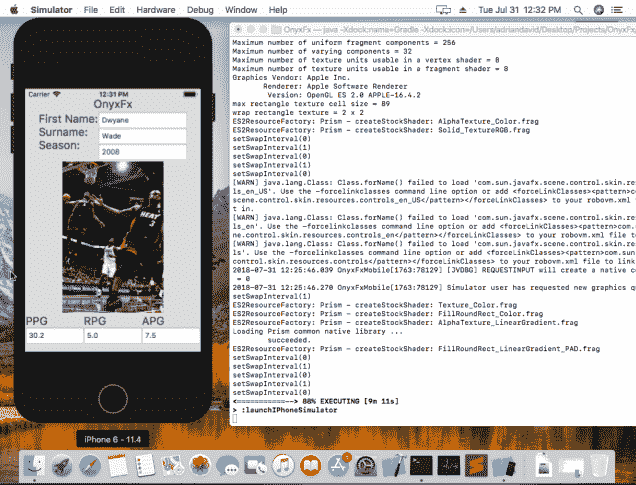 Simulator File Edit Hardware Debug Window Help Tue Jul 31 12:32 PM
OnyxFx — java -Xdock:name=Gradle -Xdock:icon=/Users/adriandavid/Desktop/Projects/OnyxFx/
Carrier 12:31 PM
OnyxFx
First Name: Dwyane
Surname: Wade
Season: 2008
HEAT
3
PPG RPG APG
30.2 5.0 7.5
iPhone 6 - 11.4
Maximum number of uniform fragment components = 256
Maximum number of varying components = 32
Maximum number of texture units usable in a vertex shader = 8
Maximum number of texture units usable in a fragment shader = 8
Graphics Vendor: Apple Inc.
Renderer: Apple Software Renderer
Version: OpenGL ES 2.0 APPLE-16.4.2
max rectangle texture cell size = 89
wrap rectangle texture = 2 x 2
ES2ResourceFactory: Prism - createStockShader: AlphaTexture_Color.frag
ES2ResourceFactory: Prism - createStockShader: Solid_TextureRGB.frag
setSwapInterval(0)
setSwapInterval(1)
setSwapInterval(0)
setSwapInterval(1)
setSwapInterval(0)
[WARN] java.lang.Class: Class.forName() failed to load 'com.sun.javafx.scene.control.skin.res
ls_en_US'. Use the -forcelinkclasses command line option or add <forceLinkClasses><pattern>co
scene.control.skin.resources.controls_en_US</pattern></forceLinkClasses> to your robovm.xml f
t in.
[WARN] java.lang.Class: Class.forName() failed to load 'com.sun.javafx.scene.control.skin.res
ls_en'. Use the -forcelinkclasses command line option or add <forceLinkClasses><pattern>com.s
ne.control.skin.resources.controls_en</pattern></forceLinkClasses> to your robovm.xml file to
[WARN] java.lang.Class: Class.forName() failed to load 'com.sun.javafx.scene.control.skin.res
ls'. Use the -forcelinkclasses command line option or add <forceLinkClasses><pattern>com.sun.
control.skin.resources.controls</pattern></forceLinkClasses> to your robovm.xml file to link
2018-07-31 12:25:46.039 OnyxFxMobile[1763:78129] [JVDBG] REQUESTINPUT will create a native co
= 0
2018-07-31 12:25:46.270 OnyxFxMobile[1763:78129] Simulator user has requested new graphics qu
setSwapInterval(1)
ES2ResourceFactory: Prism - createStockShader: Texture_Color.frag
ES2ResourceFactory: Prism - createStockShader: FillRoundRect_Color.frag
ES2ResourceFactory: Prism - createStockShader: AlphaTexture_LinearGradient.frag
Loading Prism common native library ...
succeeded.
ES2ResourceFactory: Prism - createStockShader: FillRoundRect_LinearGradient_PAD.frag
setSwapInterval(0)
setSwapInterval(1)
setSwapInterval(0)
setSwapInterval(1)
setSwapInterval(0)
<===========--> 88% EXECUTING [9m 11s]
> :launchIPhoneSimulator